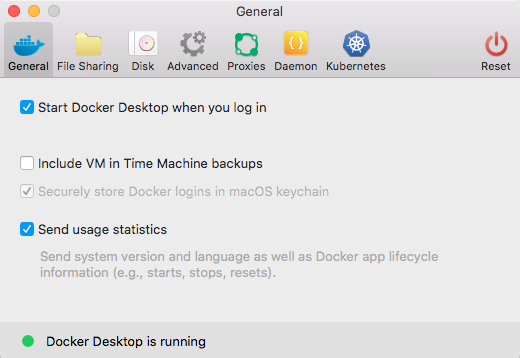 General
General File Sharing Disk Advanced Proxies Daemon Kubernetes Reset
Start Docker Desktop when you log in
Include VM in Time Machine backups
Securely store Docker logins in macOS keychain
Send usage statistics
Send system version and language as well as Docker app lifecycle
information (e.g., starts, stops, resets).
Docker Desktop is running